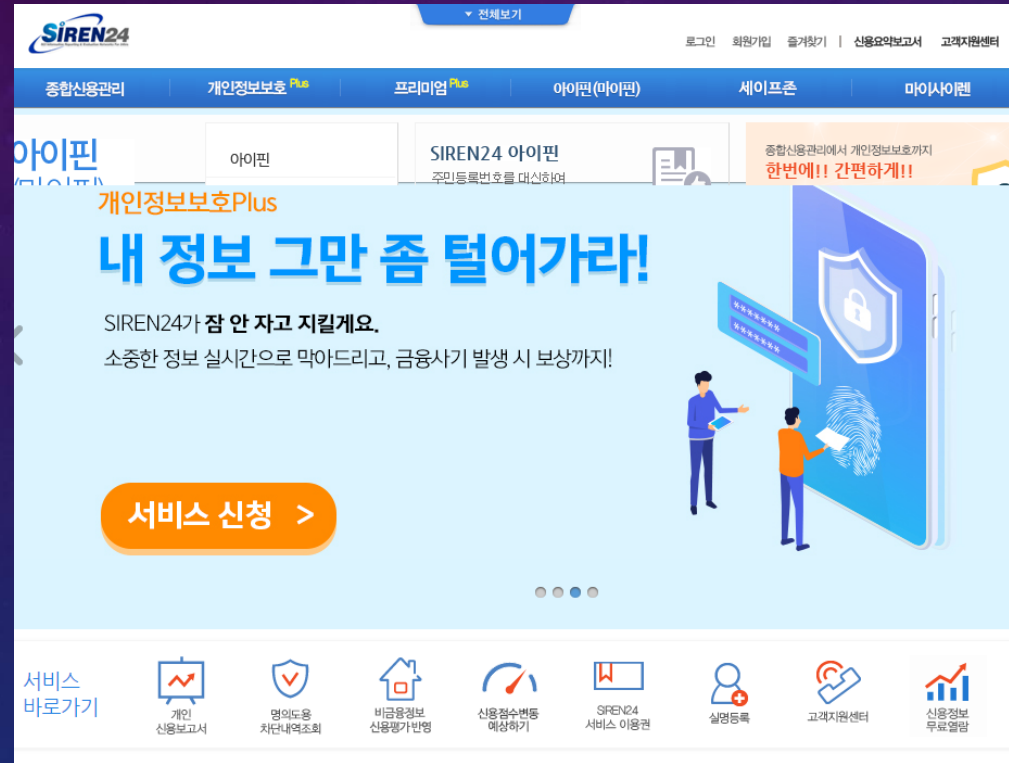 SIREN24
▼ 전체보기
로그인 회원가입 즐겨찾기 | 신용요약보고서 고객지원센터
종합신용관리 개인정보보호 Plus 프리미엄 Plus 아이핀(마이핀) 세이프존 마이사이렌
아이핀
(마이핀)
아이핀
SIREN24 아이핀
주민등록번호를 대신하여
종합신용관리에서 개인정보보호까지
한번에!! 간편하게!!
개인정보보호Plus
내 정보 그만 좀 털어가라!
SIREN24가 잠 안 자고 지킬게요.
소중한 정보 실시간으로 막아드리고, 금융사기 발생 시 보상까지!
*******
*******
서비스 신청 >
서비스
바로가기
개인
신용보고서
명의도용
차단내역조회
비금융정보
신용평가반영
신용점수변동
예상하기
SIREN24
서비스 이용권
실명등록
고객지원센터
신용정보
무료열람